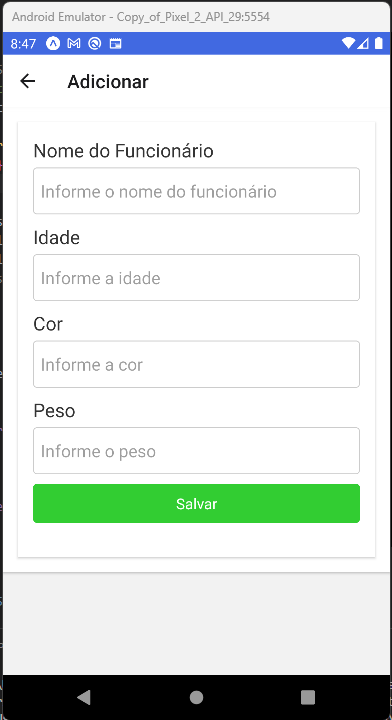 Android Emulator - Copy_of_Pixel_2_API_29:5554
8:47
Adicionar
Nome do Funcionário
Informe o nome do funcionário
Idade
Informe a idade
Cor
Informe a cor
Peso
Informe o peso
Salvar